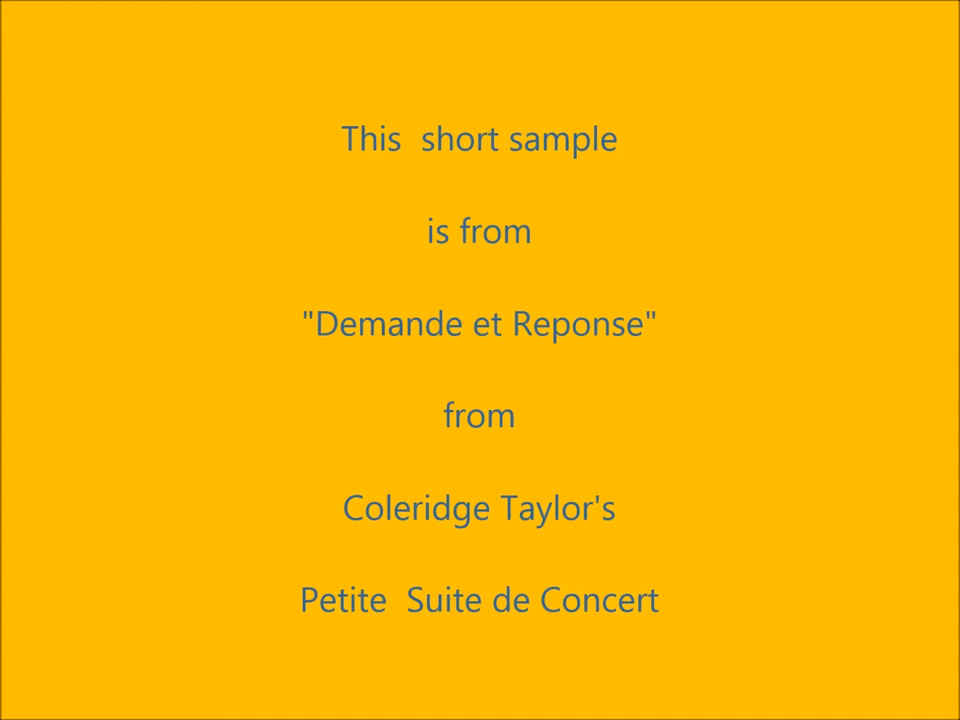 This  short sample
is from
"Demande et Reponse"
from
Coleridge Taylor's
Petite  Suite de Concert